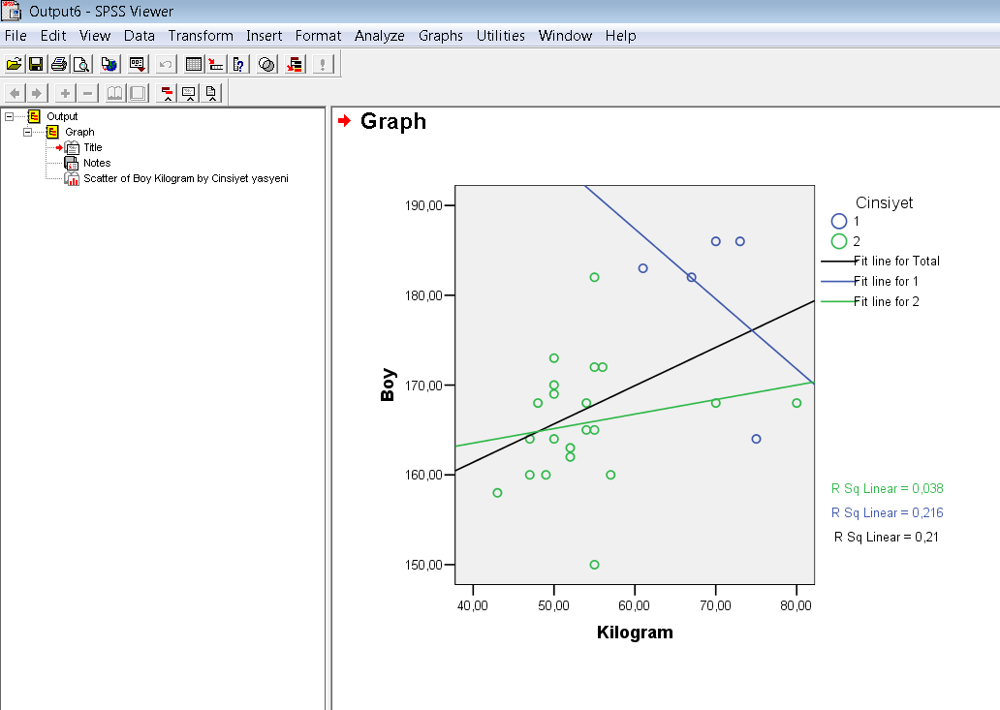 Output6 - SPSS Viewer
File Edit View Data Transform Insert Format Analyze Graphs Utilities Window Help
Output
Graph
Title
Notes
Scatter of Boy Kilogram by Cinsiyet yasyeni
Graph
190,00
180,00
170,00
160,00
150,00
Boy
40,00 50,00 60,00 70,00 80,00
Kilogram
Cinsiyet
1
2
Fit line for Total
Fit line for 1
Fit line for 2
R Sq Linear = 0,038
R Sq Linear = 0,216
R Sq Linear = 0,21